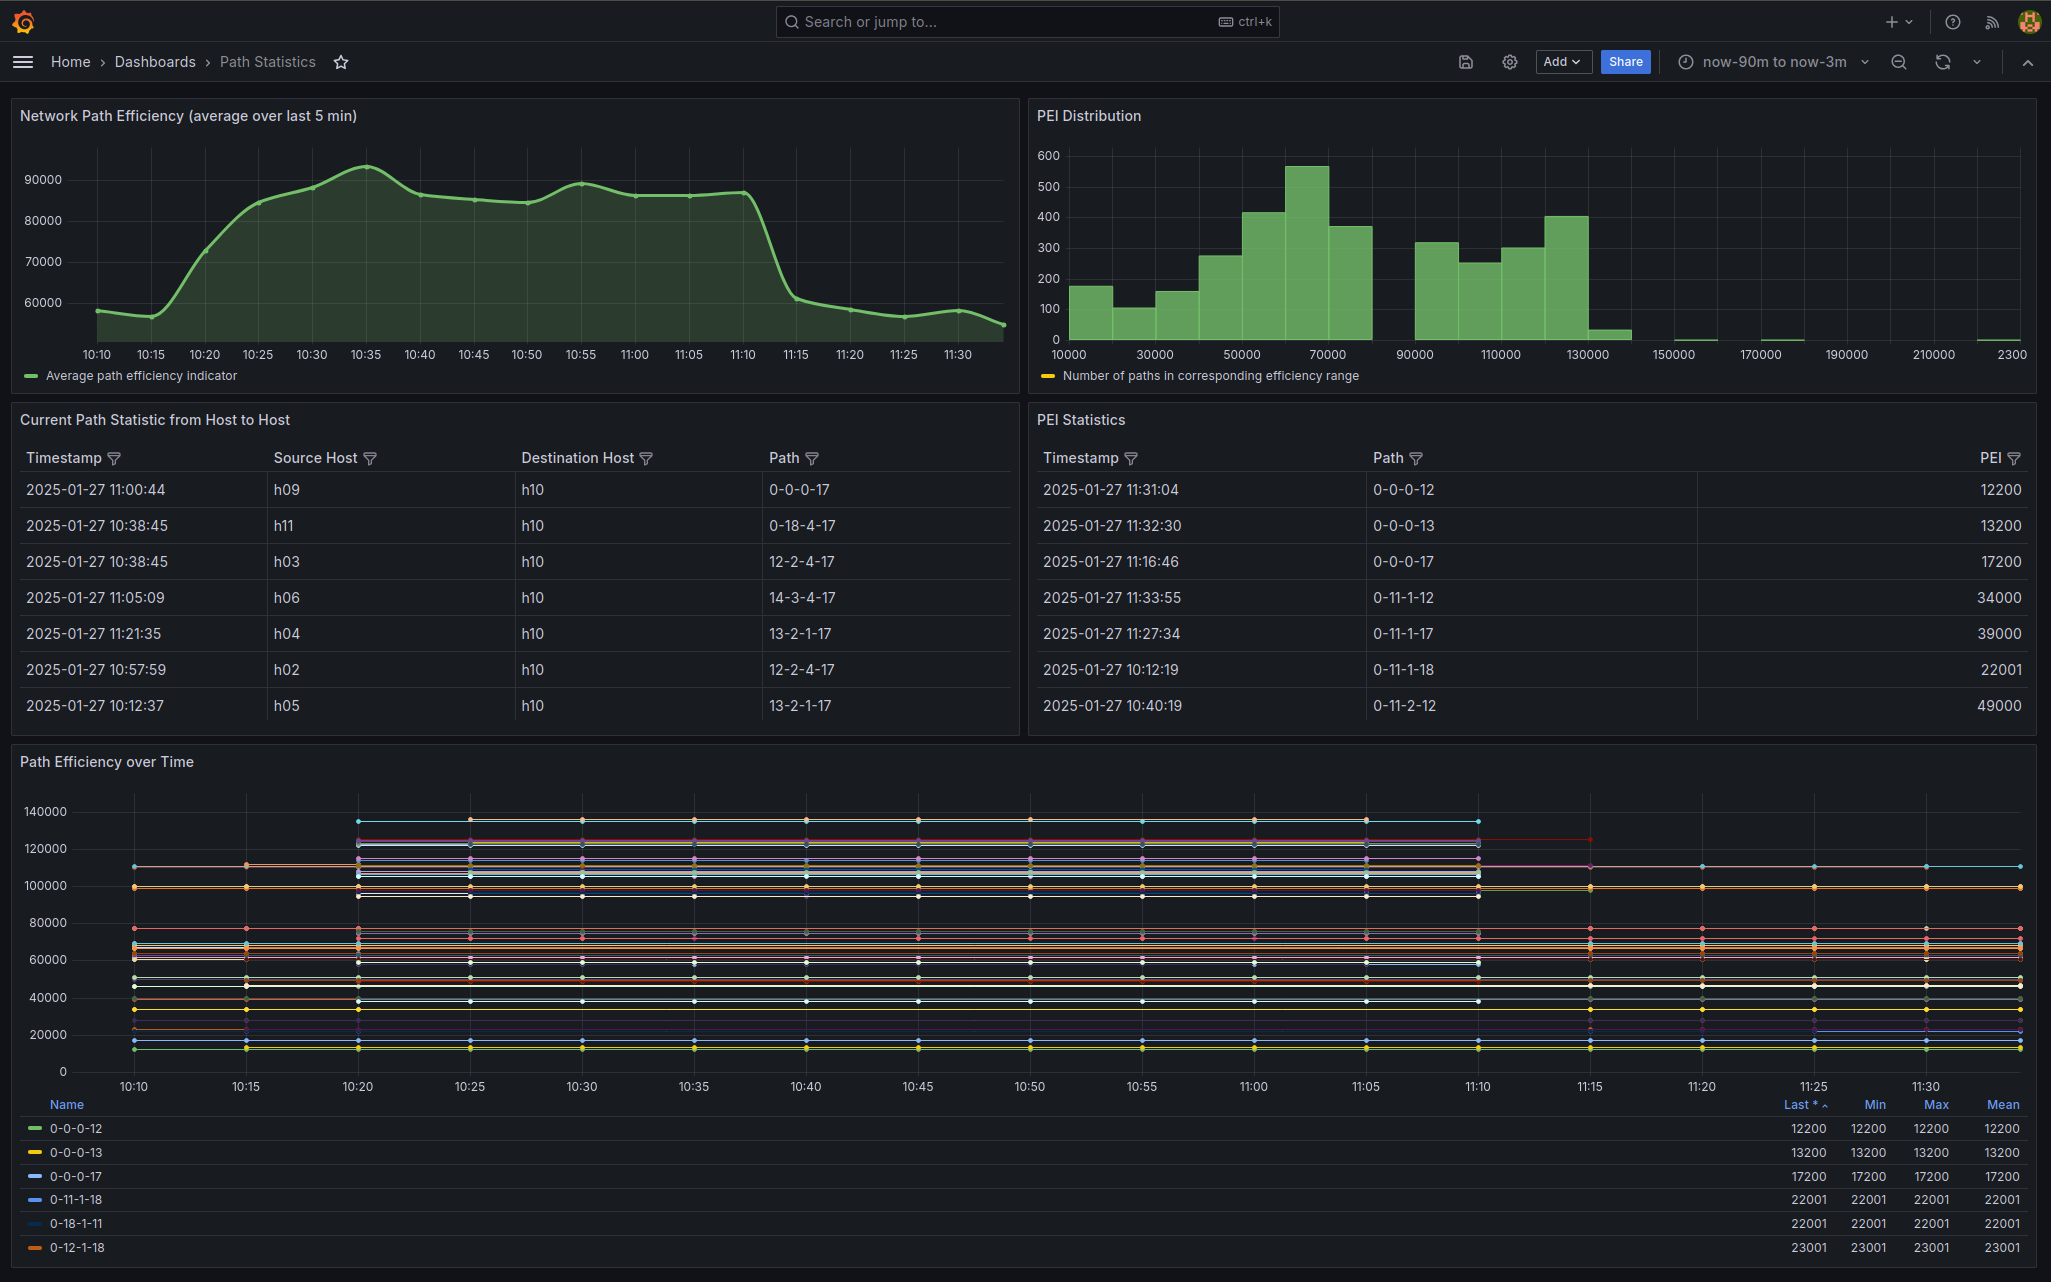 Search or jump to... ctrl+k
Home › Dashboards › Path Statistics Add Share now-90m to now-3m
Network Path Efficiency (average over last 5 min)
90000
80000
70000
60000
10:10 10:15 10:20 10:25 10:30 10:35 10:40 10:45 10:50 10:55 11:00 11:05 11:10 11:15 11:20 11:25 11:30
Average path efficiency indicator
PEI Distribution
600
500
400
300
200
100
0
10000 30000 50000 70000 90000 110000 130000 150000 170000 190000 210000 2300
Number of paths in corresponding efficiency range
Current Path Statistic from Host to Host
Timestamp Source Host Destination Host Path
2025-01-27 11:00:44 h09 h10 0-0-0-17
2025-01-27 10:38:45 h11 h10 0-18-4-17
2025-01-27 10:38:45 h03 h10 12-2-4-17
2025-01-27 11:05:09 h06 h10 14-3-4-17
2025-01-27 11:21:35 h04 h10 13-2-1-17
2025-01-27 10:57:59 h02 h10 12-2-4-17
2025-01-27 10:12:37 h05 h10 13-2-1-17
PEI Statistics
Timestamp Path PEI
2025-01-27 11:31:04 0-0-0-12 12200
2025-01-27 11:32:30 0-0-0-13 13200
2025-01-27 11:16:46 0-0-0-17 17200
2025-01-27 11:33:55 0-11-1-12 34000
2025-01-27 11:27:34 0-11-1-17 39000
2025-01-27 10:12:19 0-11-1-18 22001
2025-01-27 10:40:19 0-11-2-12 49000
Path Efficiency over Time
140000
120000
100000
80000
60000
40000
20000
0
10:10 10:15 10:20 10:25 10:30 10:35 10:40 10:45 10:50 10:55 11:00 11:05 11:10 11:15 11:20 11:25 11:30
Name Last * Min Max Mean
0-0-0-12 12200 12200 12200 12200
0-0-0-13 13200 13200 13200 13200
0-0-0-17 17200 17200 17200 17200
0-11-1-18 22001 22001 22001 22001
0-18-1-11 22001 22001 22001 22001
0-12-1-18 23001 23001 23001 23001